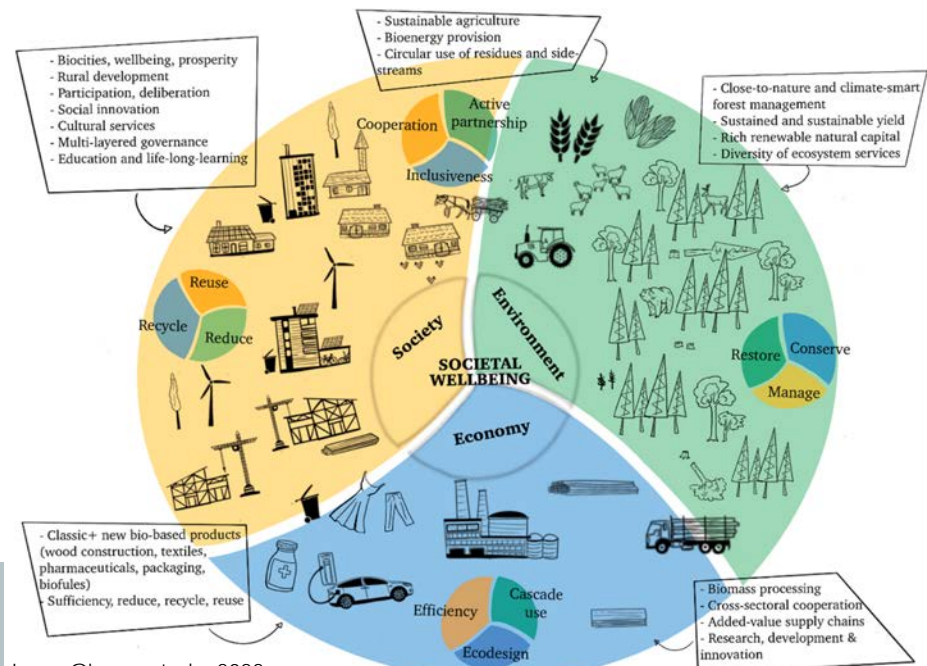 - Sustainable agriculture
- Bioenergy provision
- Circular use of residues and side-
streams
- Biocities, wellbeing, prosperity
- Rural development
- Participation, deliberation
- Social innovation
- Cultural services
- Multi-layered governance
- Education and life-long-learning
- Close-to-nature and climate-smart
forest management
- Sustained and sustainable yield
- Rich renewable natural capital
- Diversity of ecosystem services
Cooperation
Active
partnership
Inclusiveness
Reuse
Recycle
Reduce
Restore
Conserve
Manage
Society
Environment
SOCIETAL
WELLBEING
Economy
- Classic+ new bio-based products
(wood construction, textiles,
pharmaceuticals, packaging,
biofules)
- Sufficiency, reduce, recycle, reuse
Efficiency
Cascade
use
Ecodesign
- Biomass processing
- Cross-sectoral cooperation
- Added-value supply chains
- Research, development &
innovation